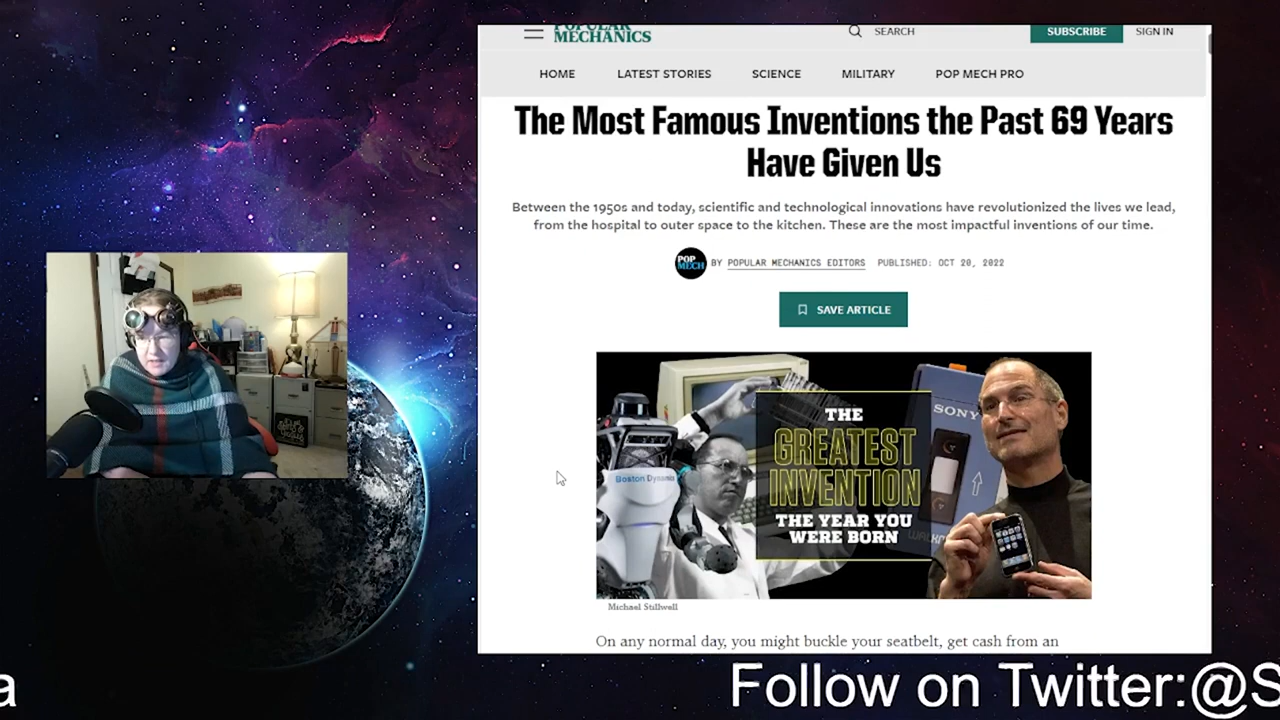 POPULAR
MECHANICS
SEARCH
SUBSCRIBE
SIGN IN
HOME
LATEST STORIES
SCIENCE
MILITARY
POP MECH PRO
The Most Famous Inventions the Past 69 Years
Have Given Us
Between the 1950s and today, scientific and technological innovations have revolutionized the lives we lead,
from the hospital to outer space to the kitchen. These are the most impactful inventions of our time.
POP
MECH
BY POPULAR MECHANICS EDITORS
PUBLISHED: OCT 20, 2022
SAVE ARTICLE
THE
GREATEST
INVENTION
THE YEAR YOU
WERE BORN
SONY
Boston Dynamics
Michael Stillwell
On any normal day, you might buckle your seatbelt, get cash from an
a
Follow on Twitter:@S